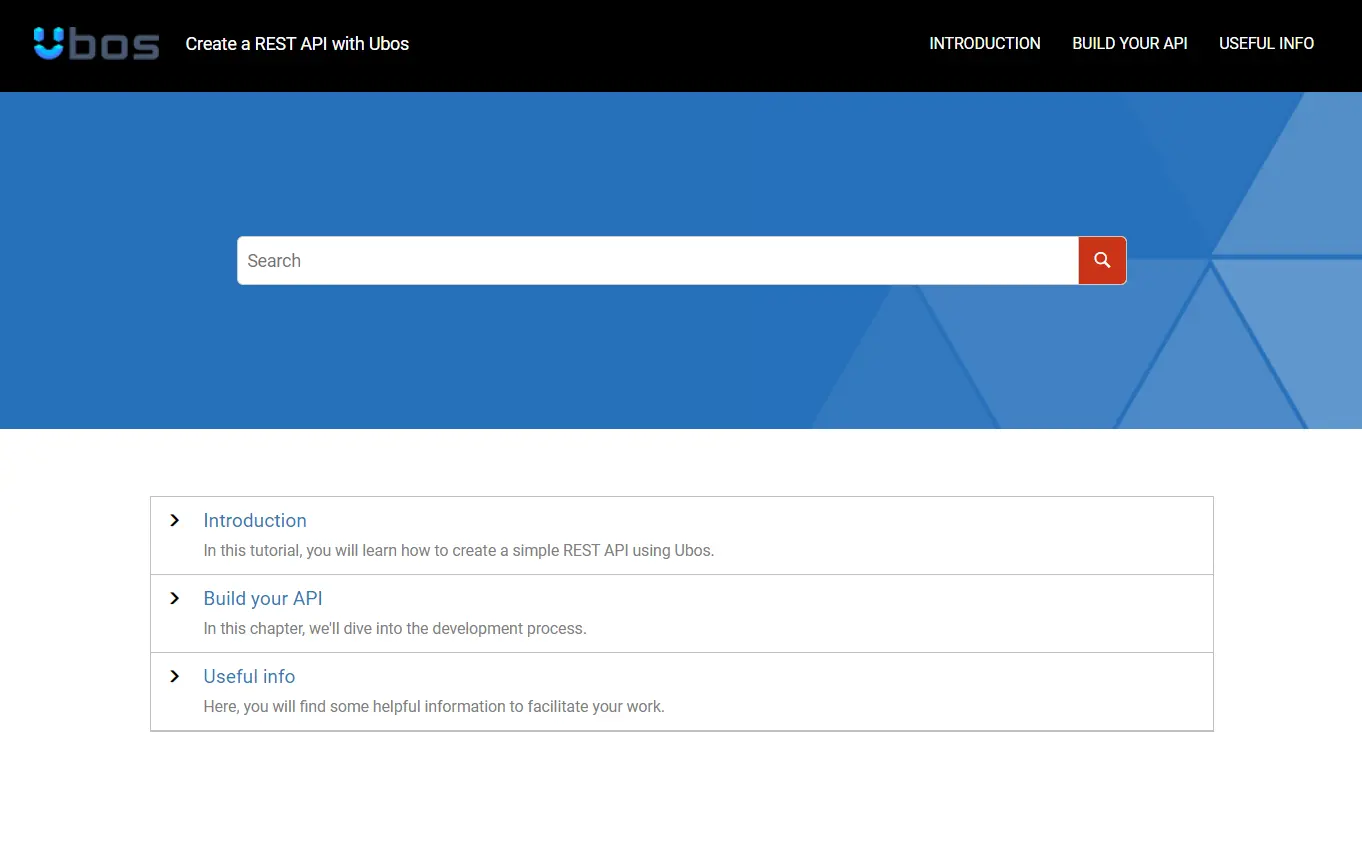 Ubos
Create a REST API with Ubos
INTRODUCTION
BUILD YOUR API
USEFUL INFO
Search
Introduction
In this tutorial, you will learn how to create a simple REST API using Ubos.
Build your API
In this chapter, we'll dive into the development process.
Useful info
Here, you will find some helpful information to facilitate your work.